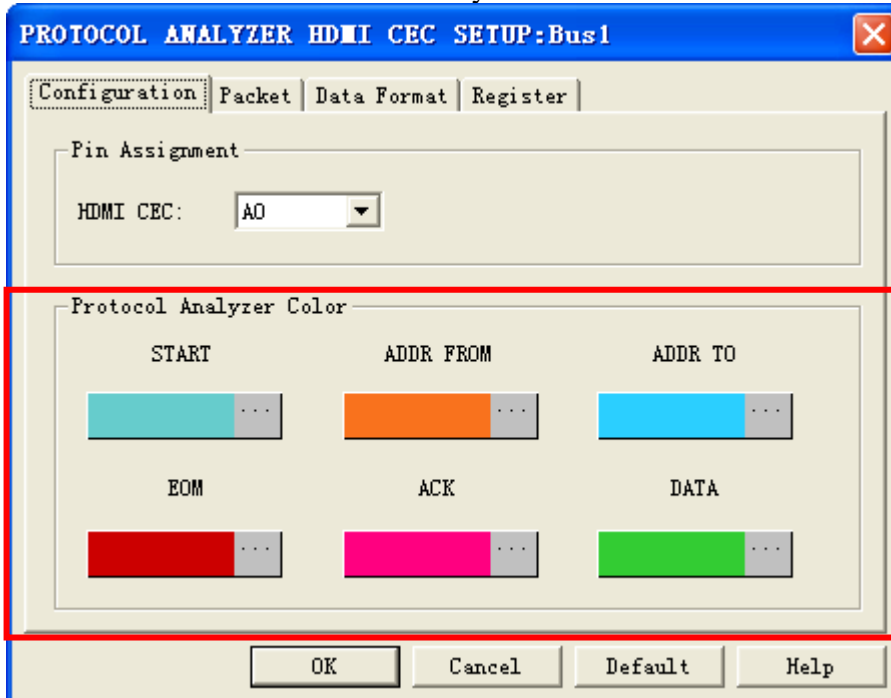 PROTOCOL ANALYZER HDMI CEC SETUP:Bus1
Configuration Packet Data Format Register
Pin Assignment
HDMI CEC: A0
Protocol Analyzer Color
START ADDR FROM ADDR TO
... ... ...
EOM ACK DATA
... ... ...
OK Cancel Default Help